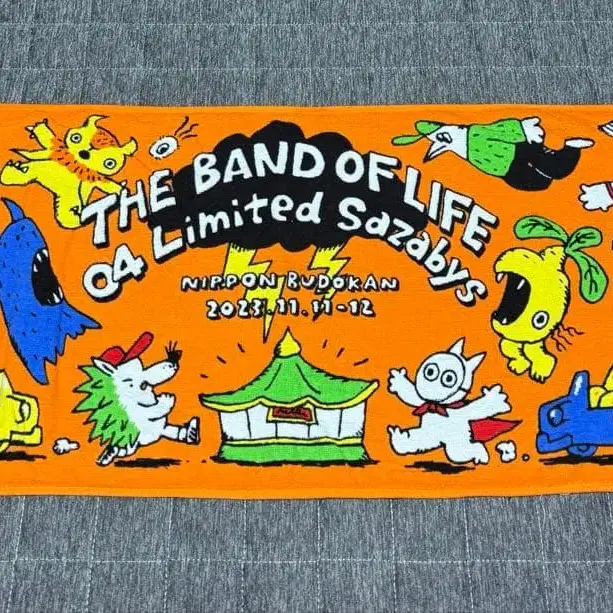 THE BAND OF LIFE
04 Limited Sazabys
NIPPON BUDOKAN
2023.11.11-12